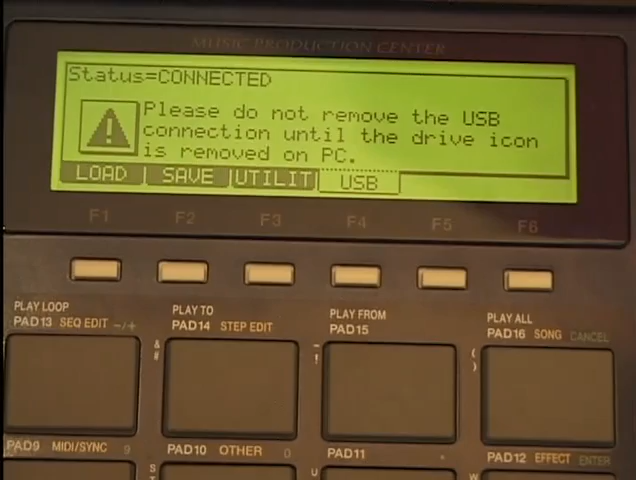 MUSIC PRODUCTION CENTER
Status=CONNECTED
Please do not remove the USB
connection until the drive icon
is removed on PC.
LOAD SAVE UTILIT USB
F1 F2 F3 F4 F5 F6
PLAY LOOP PLAY TO PLAY FROM PLAY ALL
PAD13 SEQ EDIT -/+ PAD14 STEP EDIT PAD15 PAD16 SONG CANCEL
& - (
# ! )
PAD9 MIDI/SYNC 9 PAD10 OTHER 0 PAD11 PAD12 EFFECT ENTER
S U W